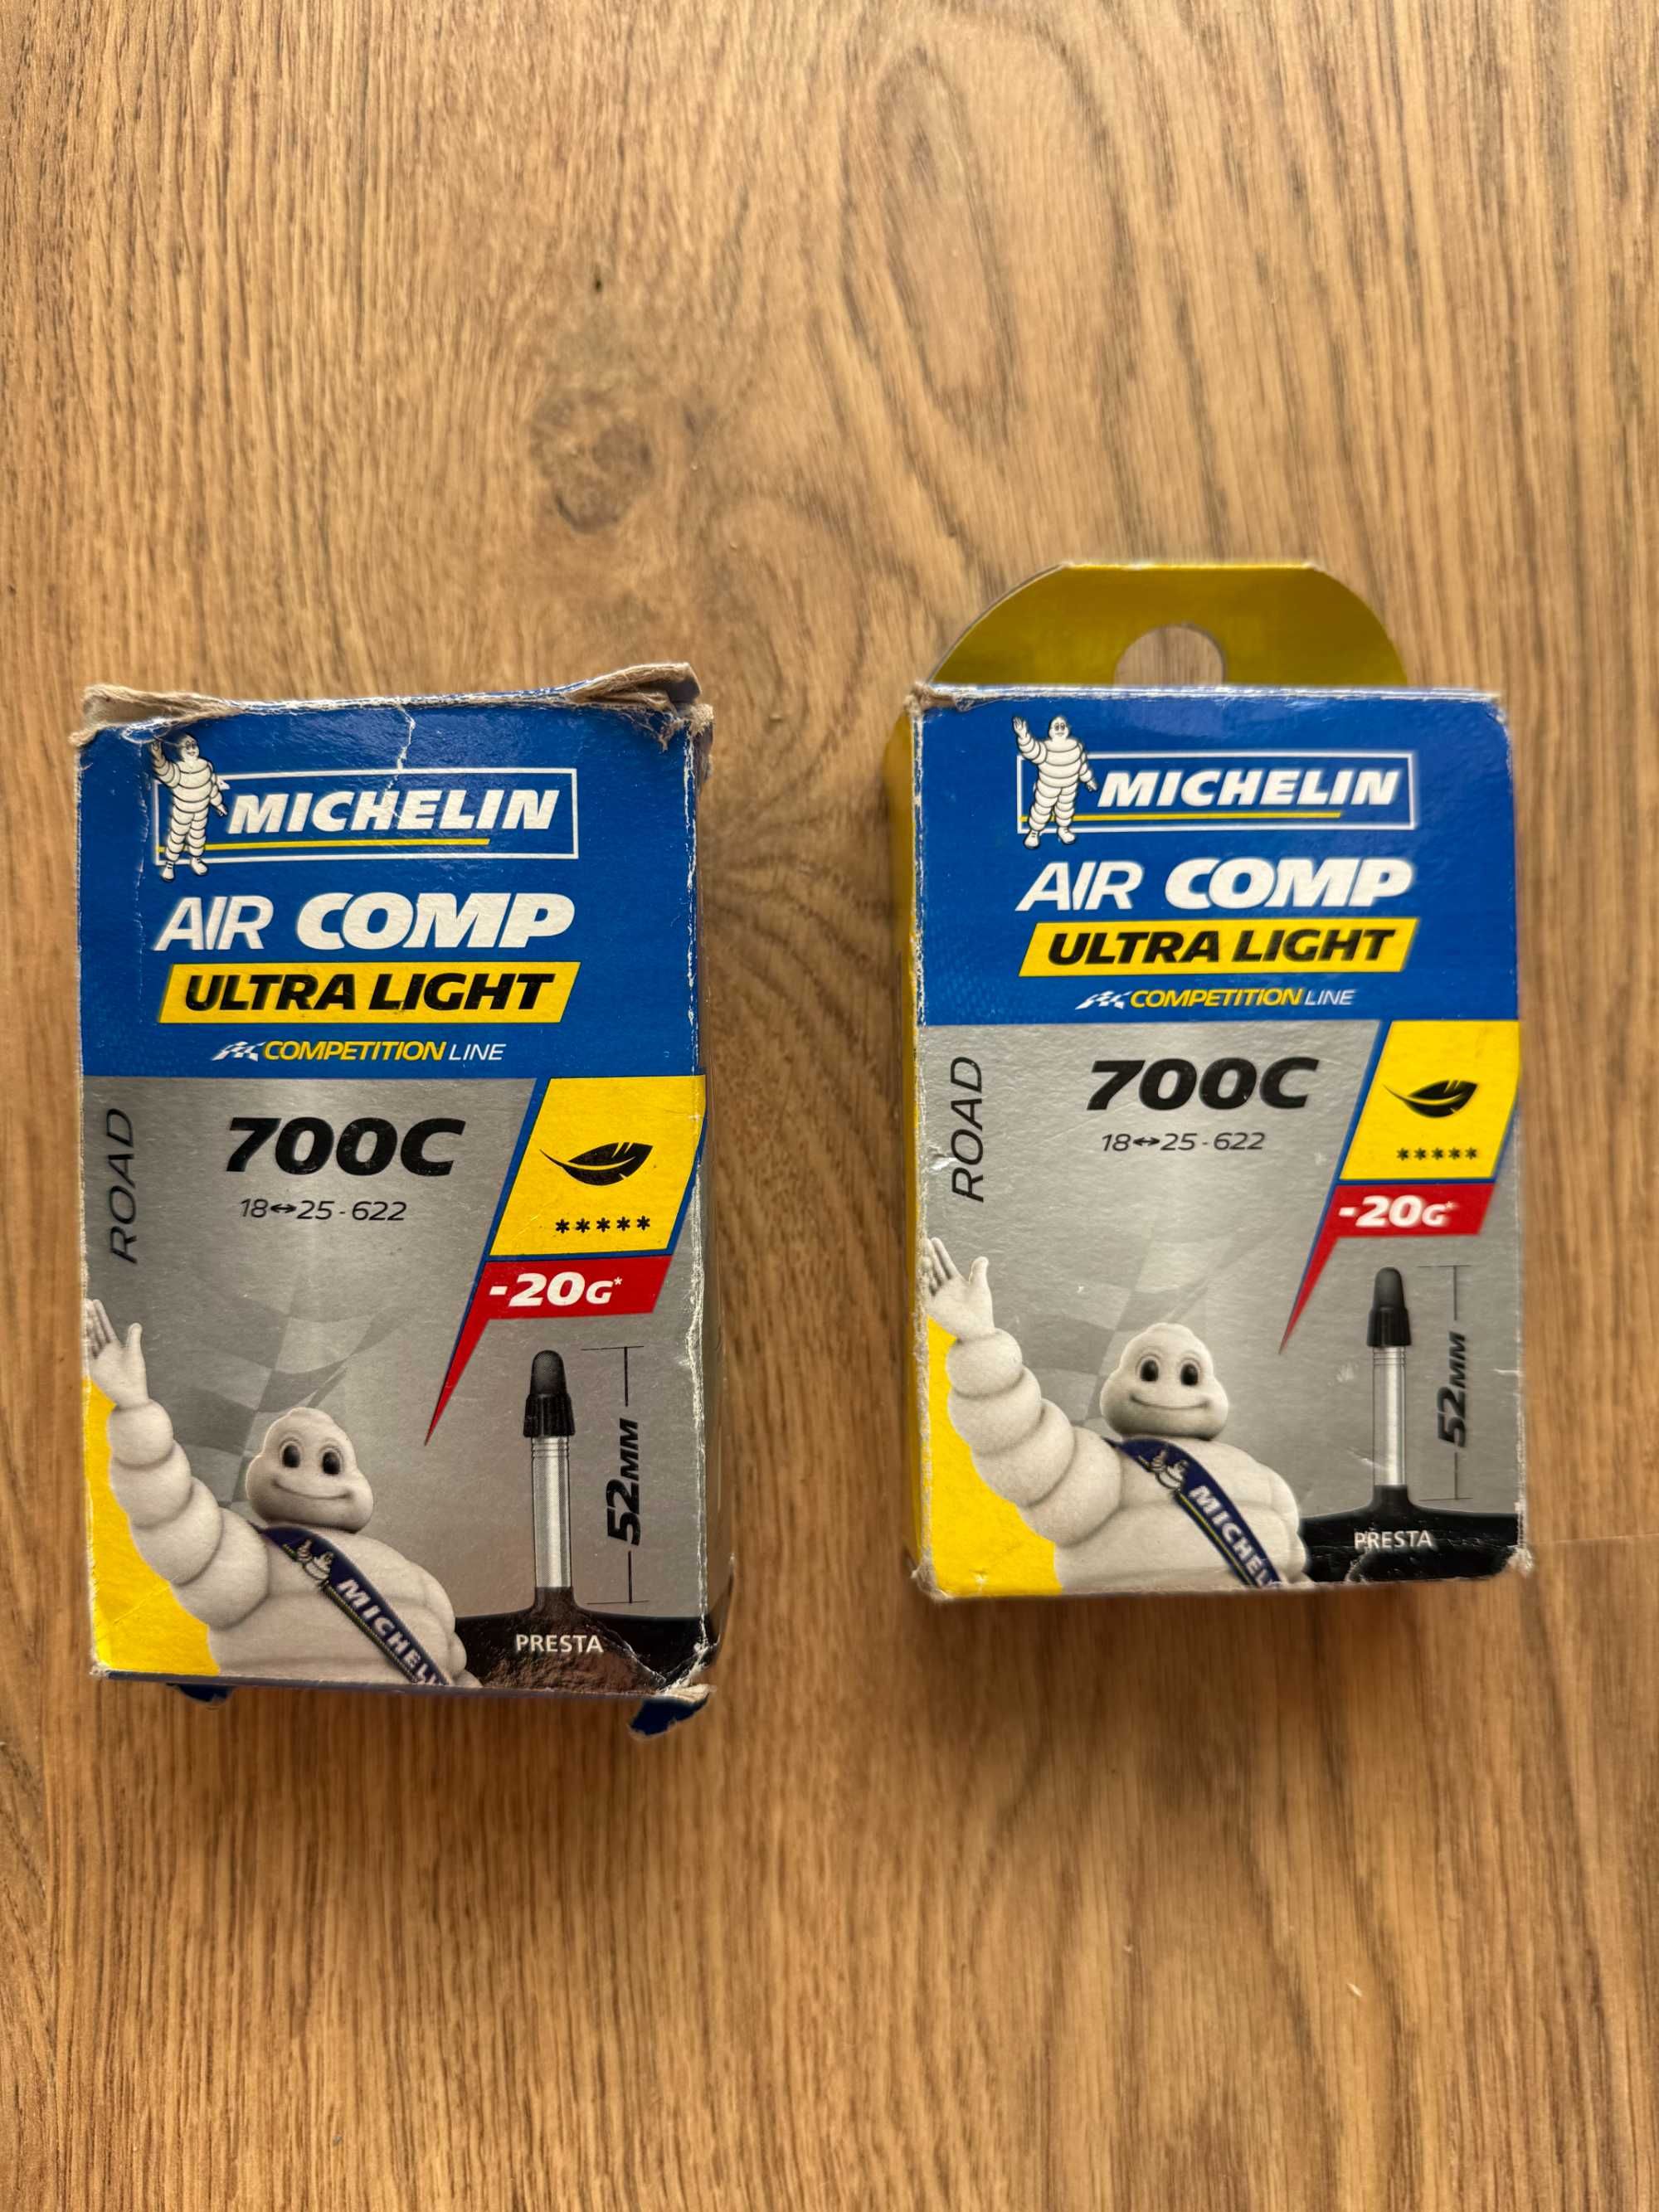 MICHELIN
AIR COMP
ULTRA LIGHT
COMPETITION LINE
ROAD
700C
18↔25-622
*****
-20G*
52MM
MICHEL
PRESTA
MICHELIN
AIR COMP
ULTRA LIGHT
COMPETITION LINE
ROAD
700C
18↔25-622
*****
-20G*
52MM
MICHEL
PRESTA